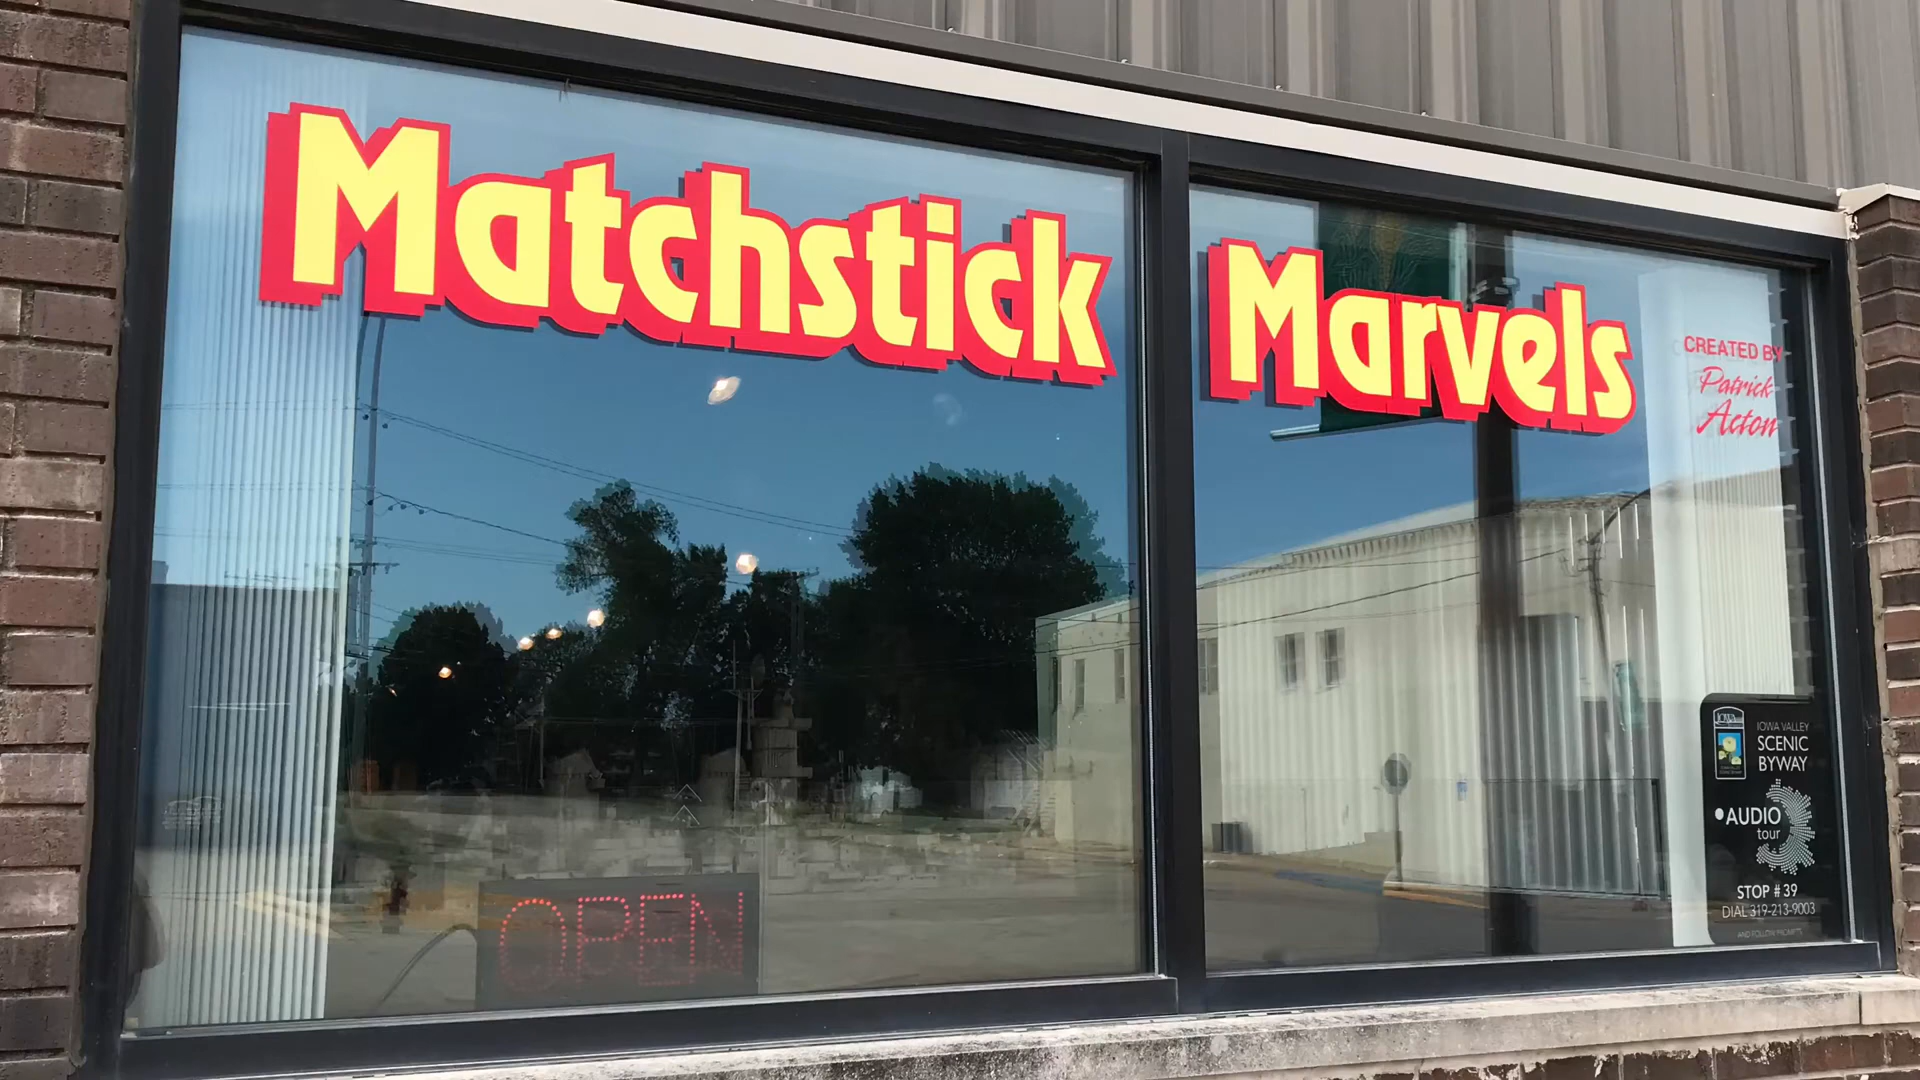 Matchstick Marvels
CREATED BY
Patrick
Acton
OPEN
IOWA
IOWA VALLEY
SCENIC
BYWAY
AUDIO
tour
STOP # 39
DIAL 319-213-9003
AND FOLLOW PROMPTS